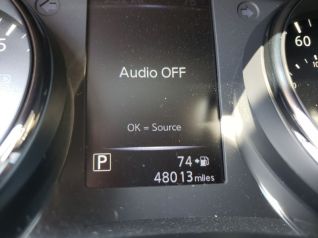 Audio OFF
OK = Source
P 74
48013 miles
60